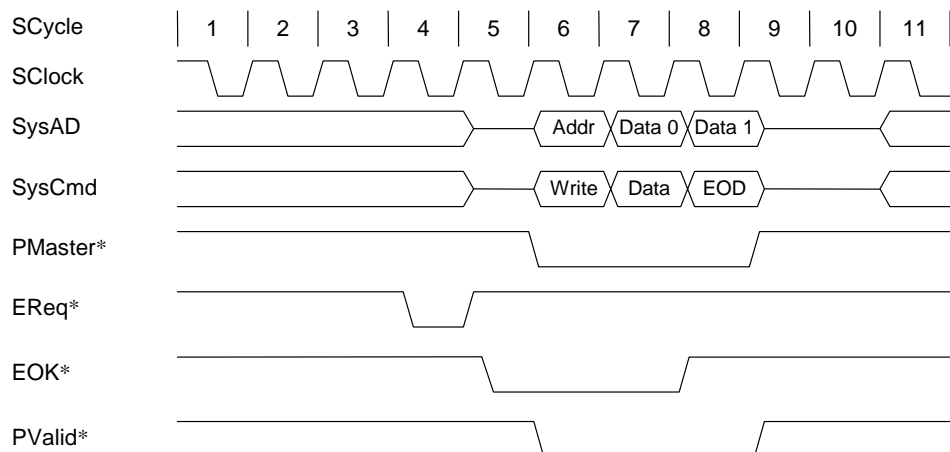 SCycle 1 2 3 4 5 6 7 8 9 10 11
SClock
SysAD Addr Data 0 Data 1
SysCmd Write Data EOD
PMaster*
EReq*
EOK*
PValid*